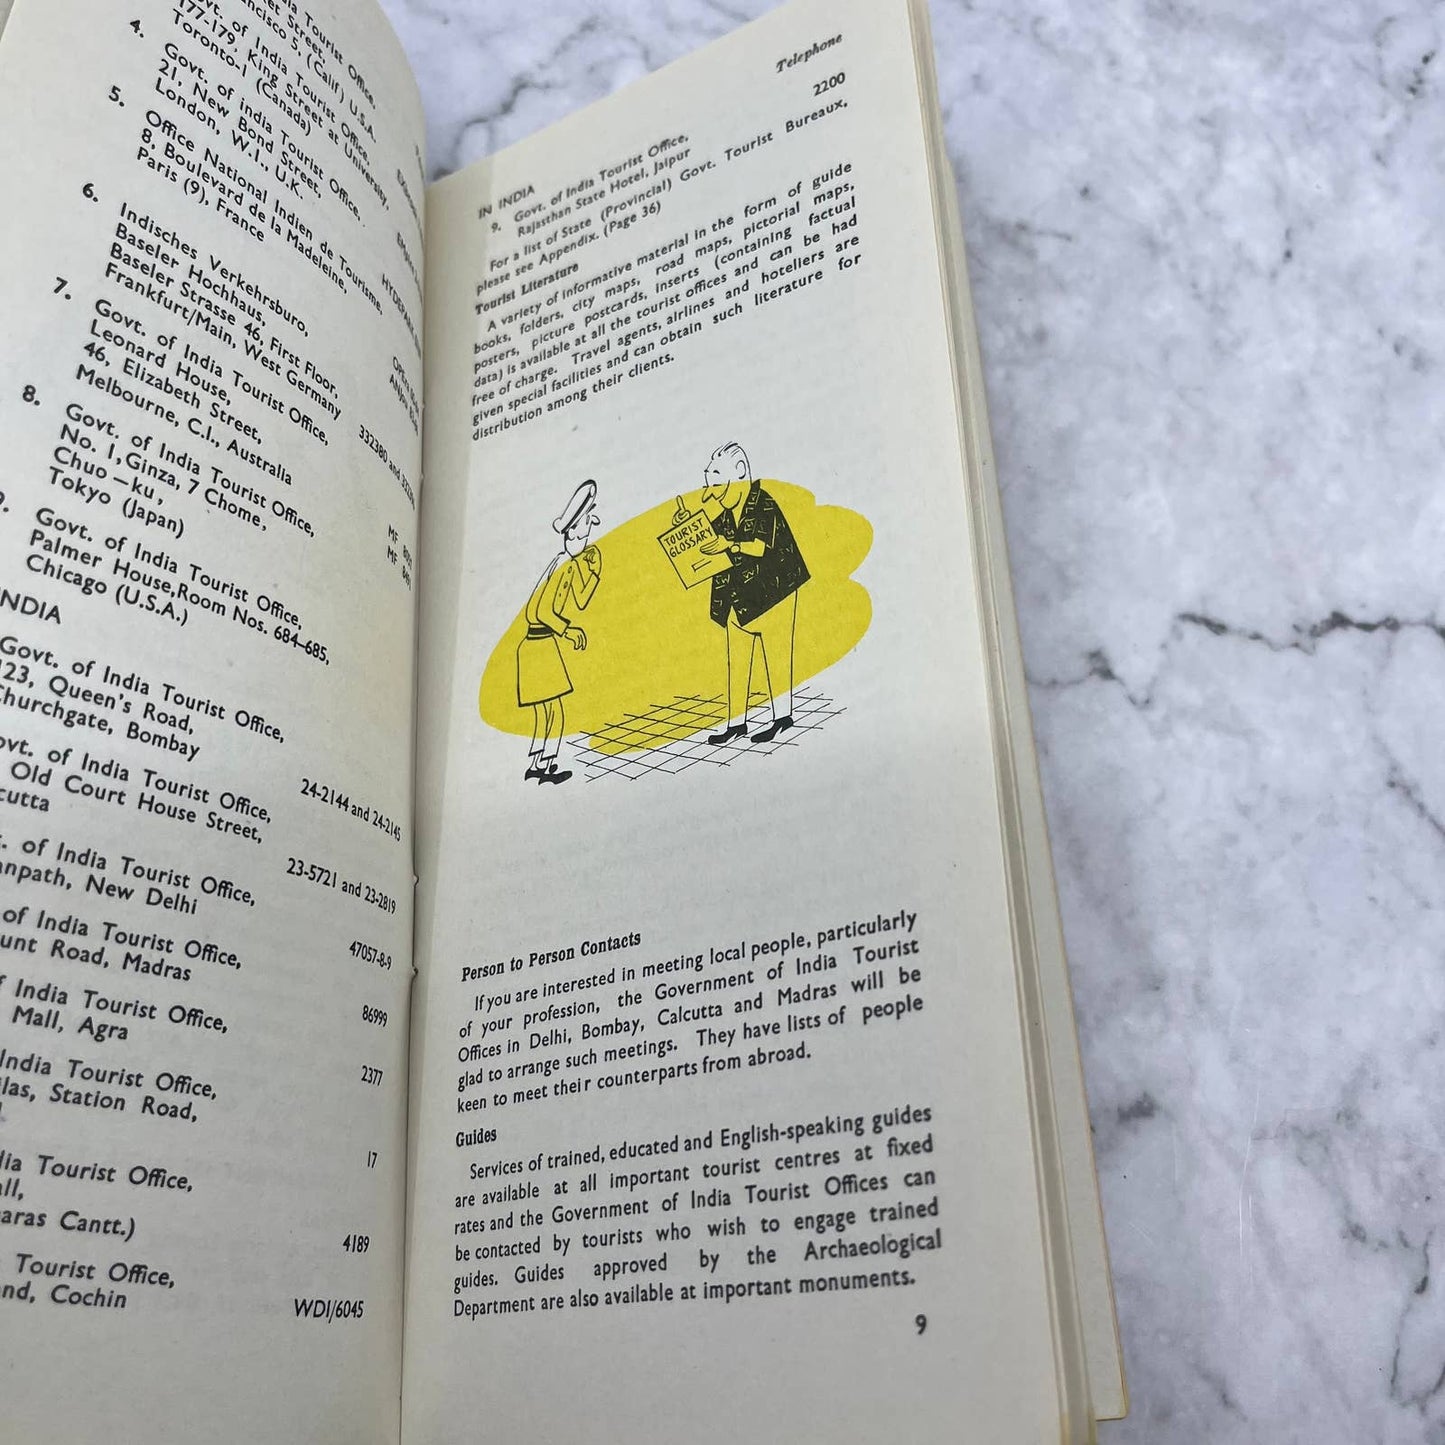 Govt. of India Tourist Office,
177-179, King Street at University,
Toronto-1 (Canada)
4. Govt. of india Tourist Office.
21, New Bond Street,
London, W.I., U.K.
5. Office National Indien de Tourisme,
8, Boulevard de la Madeleine,
Paris (9), France
6. Indisches Verkehrsburo,
Baseler Hochhaus,
Baseler Strasse 46, First Floor,
Frankfurt/Main, West Germany 332380 and
7. Govt. of India Tourist Office,
Leonard House,
46, Elizabeth Street,
Melbourne, C.I., Australia MF
MF
8. Govt. of India Tourist Office,
No. 1, Ginza, 7 Chome,
Chuo—ku,
Tokyo (Japan)
Govt. of India Tourist Office,
Palmer House, Room Nos. 684-685,
Chicago (U.S.A.)
Govt. of India Tourist Office,
123, Queen's Road,
Churchgate, Bombay 24-2144 and 24-2145
of India Tourist Office,
Old Court House Street,
23-5721 and 23-2819
of India Tourist Office,
New Delhi 47057-8-9
of India Tourist Office,
Road, Madras 86999
India Tourist Office,
Mall, Agra 2377
India Tourist Office,
Station Road,
17
Tourist Office,
Cantt.) 4189
Tourist Office,
Cochin WDI/6045
Telephone
IN INDIA
9. Govt. of India Tourist Office, 2200
Rajasthan State Hotel, Jaipur
For a list of State (Provincial) Govt. Tourist Bureaux,
please see Appendix. (Page 36)
Tourist Literature
A variety of informative material in the form of guide
books, folders, city maps, road maps, pictorial maps,
posters, picture postcards, inserts (containing factual
data) is available at all the tourist offices and can be had
free of charge. Travel agents, airlines and hoteliers are
given special facilities and can obtain such literature for
distribution among their clients.
TOURIST
GLOSSARY
Person to Person Contacts
If you are interested in meeting local people, particularly
of your profession, the Government of India Tourist
Offices in Delhi, Bombay, Calcutta and Madras will be
glad to arrange such meetings. They have lists of people
keen to meet their counterparts from abroad.
Guides
Services of trained, educated and English-speaking guides
are available at all important tourist centres at fixed
rates and the Government of India Tourist Offices can
be contacted by tourists who wish to engage trained
guides. Guides approved by the Archaeological
Department are also available at important monuments.
9